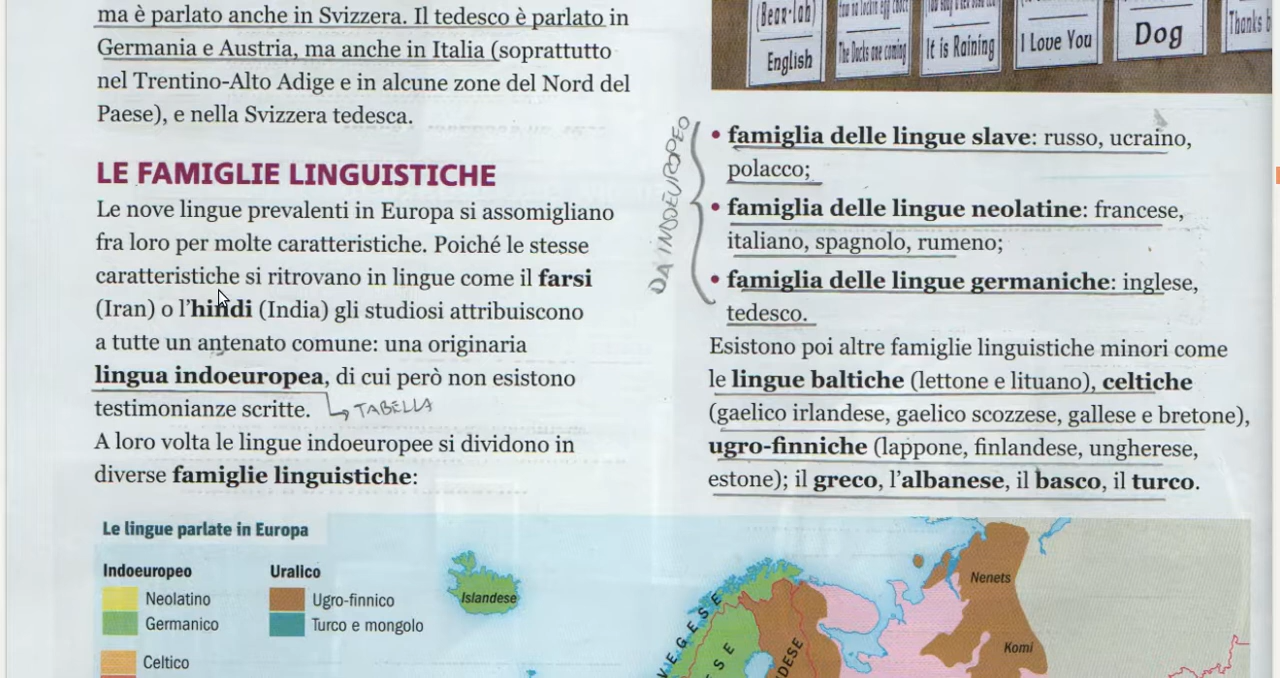 ma è parlato anche in Svizzera. Il tedesco è parlato in
Germania e Austria, ma anche in Italia (soprattutto
nel Trentino-Alto Adige e in alcune zone del Nord del
Paese), e nella Svizzera tedesca.
LE FAMIGLIE LINGUISTICHE
Le nove lingue prevalenti in Europa si assomigliano
fra loro per molte caratteristiche. Poiché le stesse
caratteristiche si ritrovano in lingue come il farsi
(Iran) o l'hindi (India) gli studiosi attribuiscono
a tutte un antenato comune: una originaria
lingua indoeuropea, di cui però non esistono
testimonianze scritte.
TABELLA
A loro volta le lingue indoeuropee si dividono in
diverse famiglie linguistiche:
(Bean-lah)
English
The Ducks are coming
It is Raining
I Love You
Dog
Thanks
DA INDOEUROPEO
• famiglia delle lingue slave: russo, ucraino,
polacco;
• famiglia delle lingue neolatine: francese,
italiano, spagnolo, rumeno;
• famiglia delle lingue germaniche: inglese,
tedesco.
Esistono poi altre famiglie linguistiche minori come
le lingue baltiche (lettone e lituano), celtiche
(gaelico irlandese, gaelico scozzese, gallese e bretone),
ugro-finniche (lappone, finlandese, ungherese,
estone); il greco, l'albanese, il basco, il turco.
Le lingue parlate in Europa
Indoeuropeo
Neolatino
Germanico
Celtico
Uralico
Ugro-finnico
Turco e mongolo
Islandese
Nenets
Komi